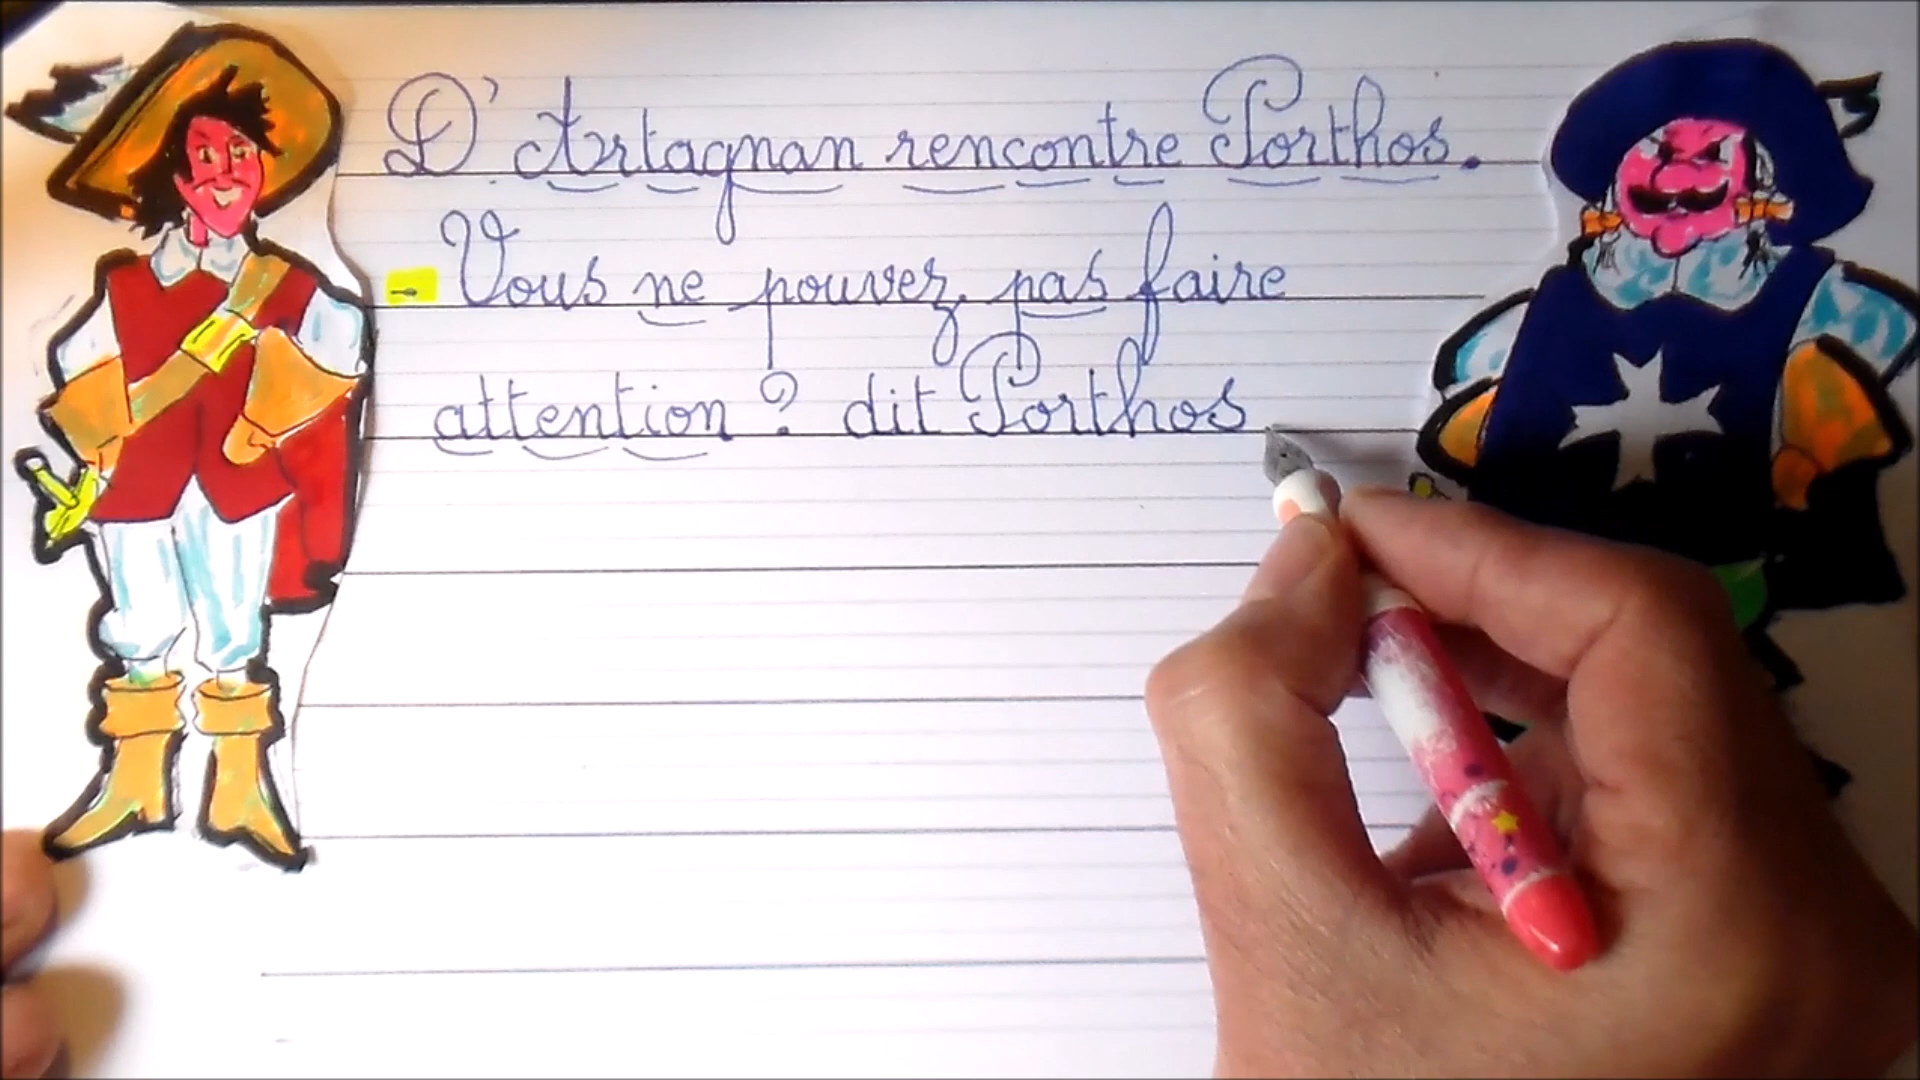 D'Artagnan rencontre Porthos.
- Vous ne pouvez pas faire
attention ? dit Porthos